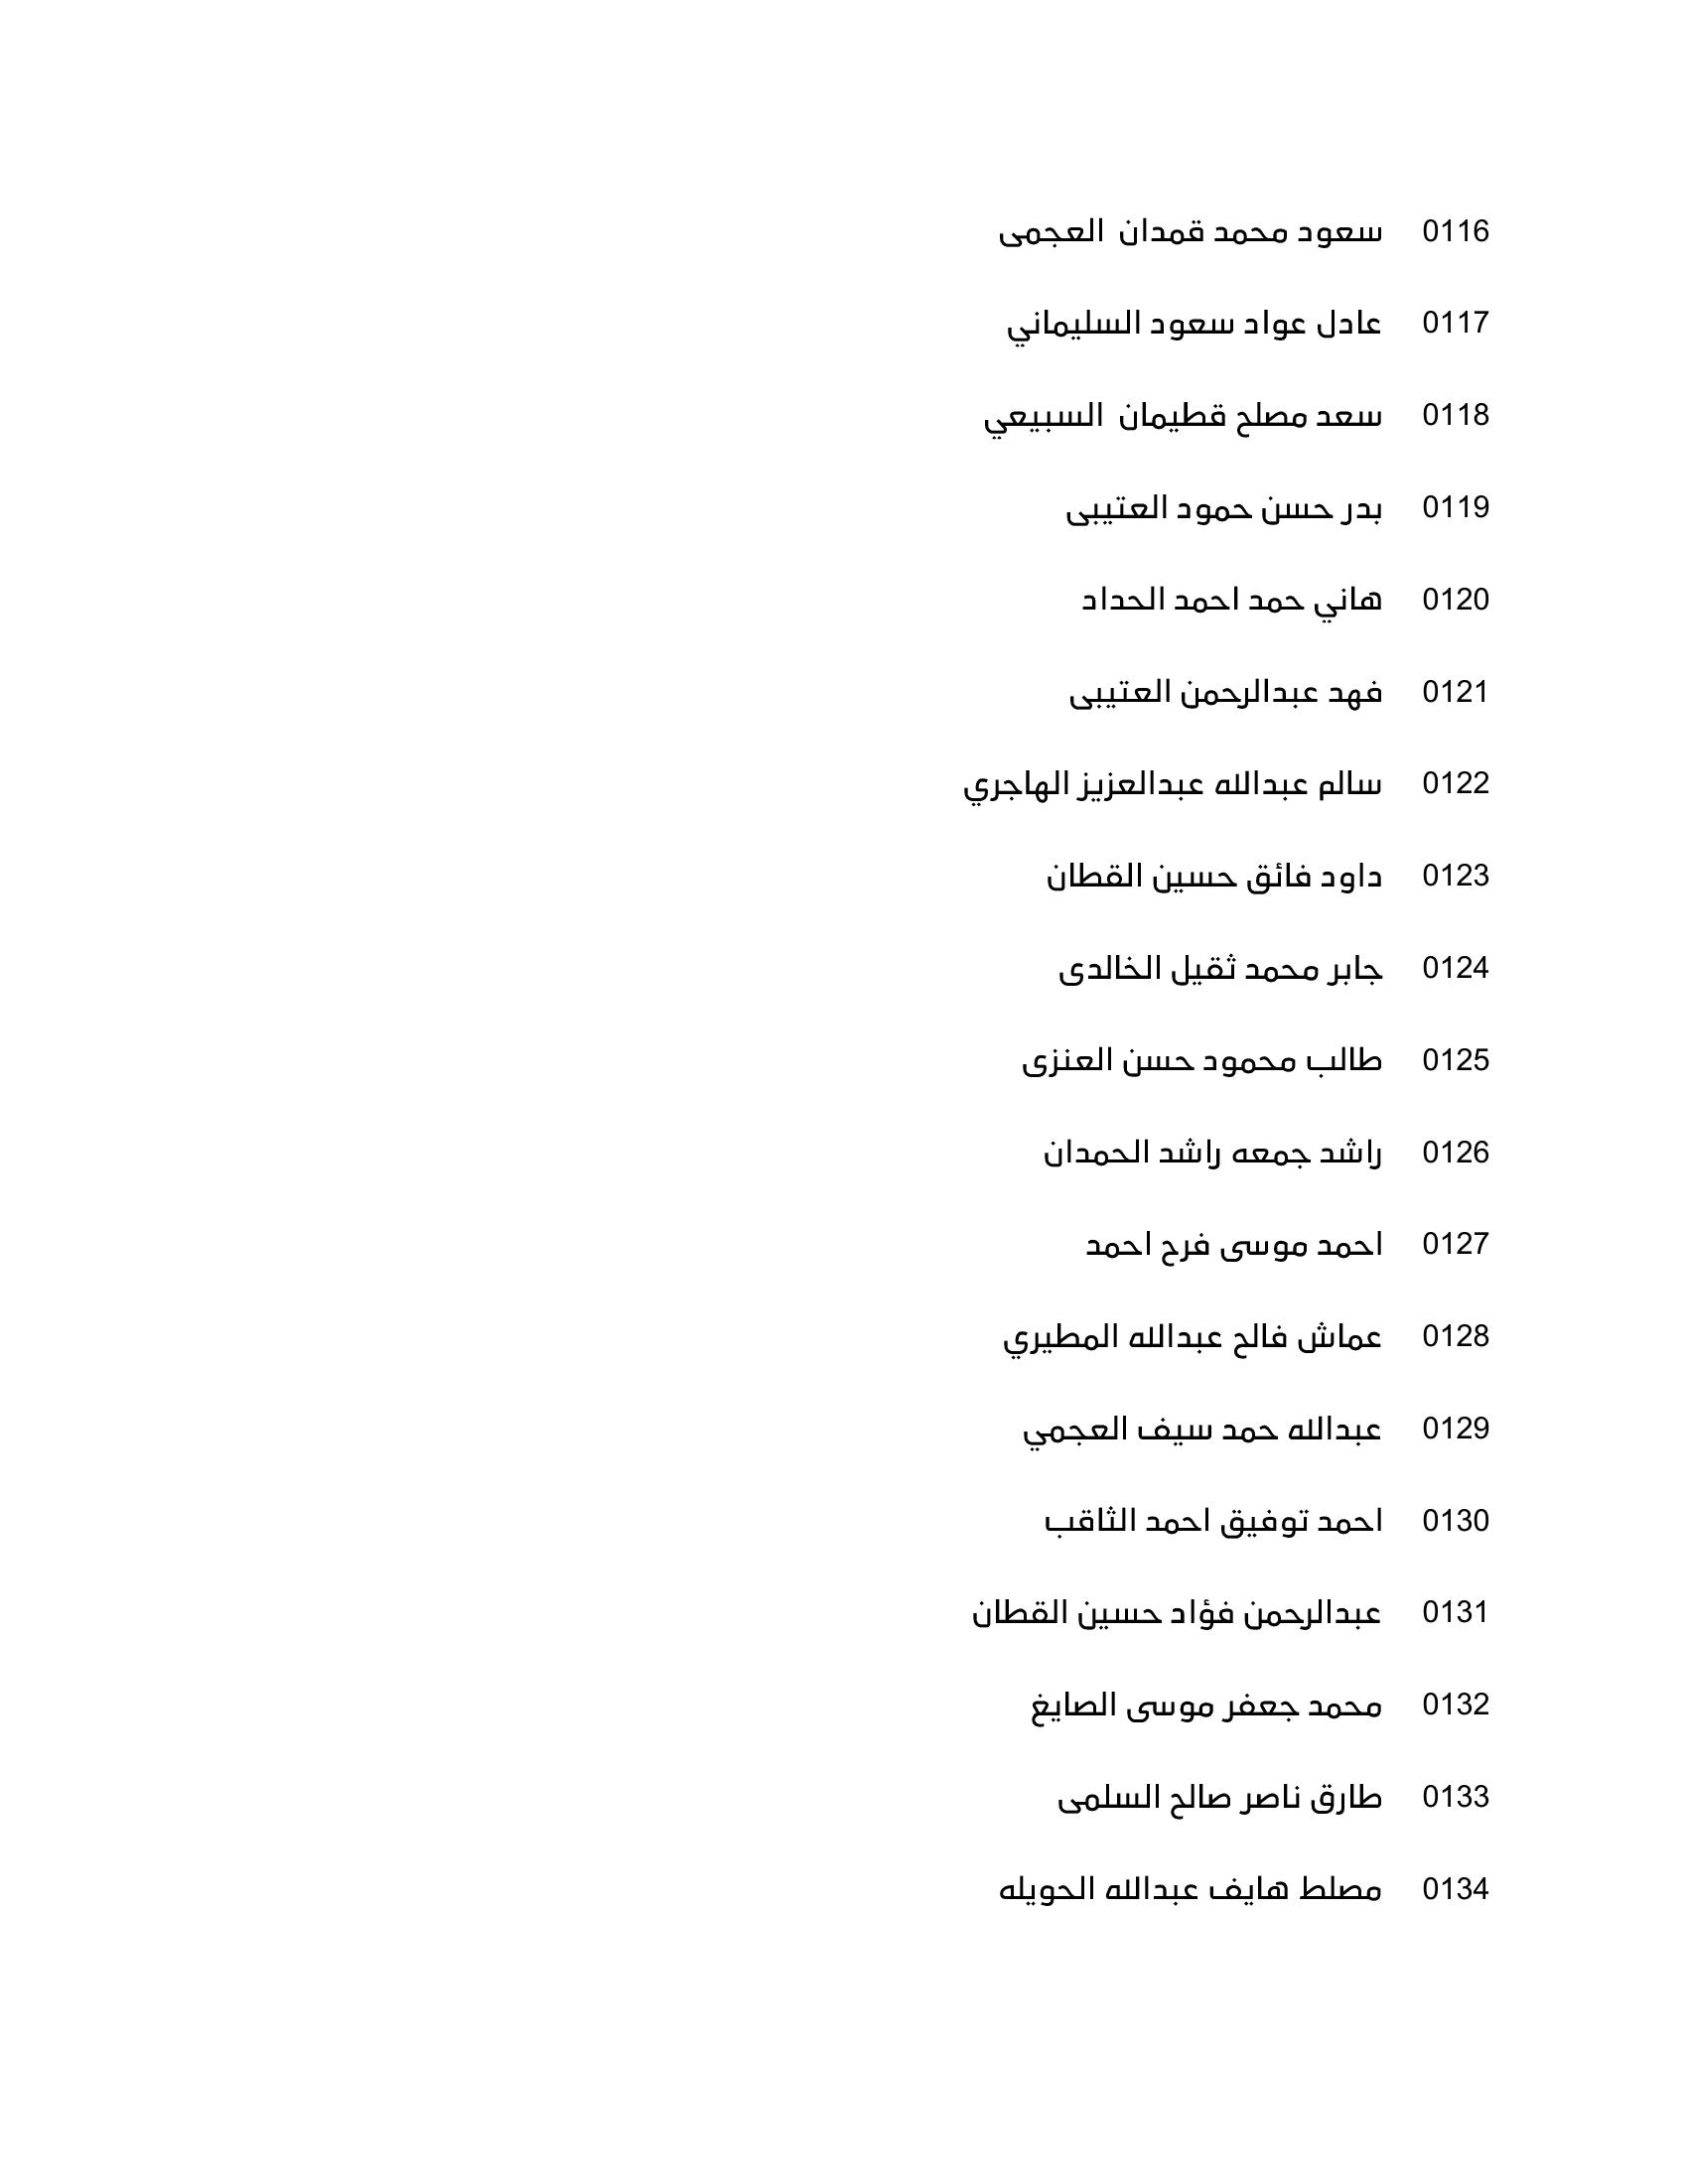 0116 سعود محمد قمدان العجمى
0117 عادل عواد سعود السليماني
0118 سعد مصلح قطيمان السبيعي
0119 بدر حسن حمود العتيبى
0120 هاني حمد احمد الحداد
0121 فهد عبدالرحمن العتيبى
0122 سالم عبدالله عبدالعزيز الهاجري
0123 داود فائق حسين القطان
0124 جابر محمد ثقيل الخالدى
0125 طالب محمود حسن العنزى
0126 راشد جمعه راشد الحمدان
0127 احمد موسى فرح احمد
0128 عماش فالح عبدالله المطيري
0129 عبدالله حمد سيف العجمي
0130 احمد توفيق احمد الثاقب
0131 عبدالرحمن فؤاد حسين القطان
0132 محمد جعفر موسى الصايغ
0133 طارق ناصر صالح السلمى
0134 مصلط هايف عبدالله الحويله